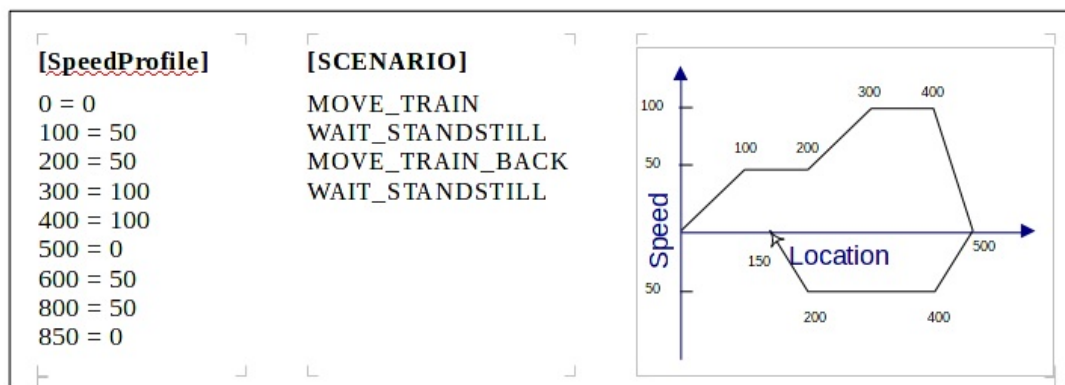 [SpeedProfile]
0 = 0
100 = 50
200 = 50
300 = 100
400 = 100
500 = 0
600 = 50
800 = 50
850 = 0
[SCENARIO]
MOVE_TRAIN
WAIT_STANDSTILL
MOVE_TRAIN_BACK
WAIT_STANDSTILL
300 400
100
100 200
50
Speed
500
150 Location
50
200 400